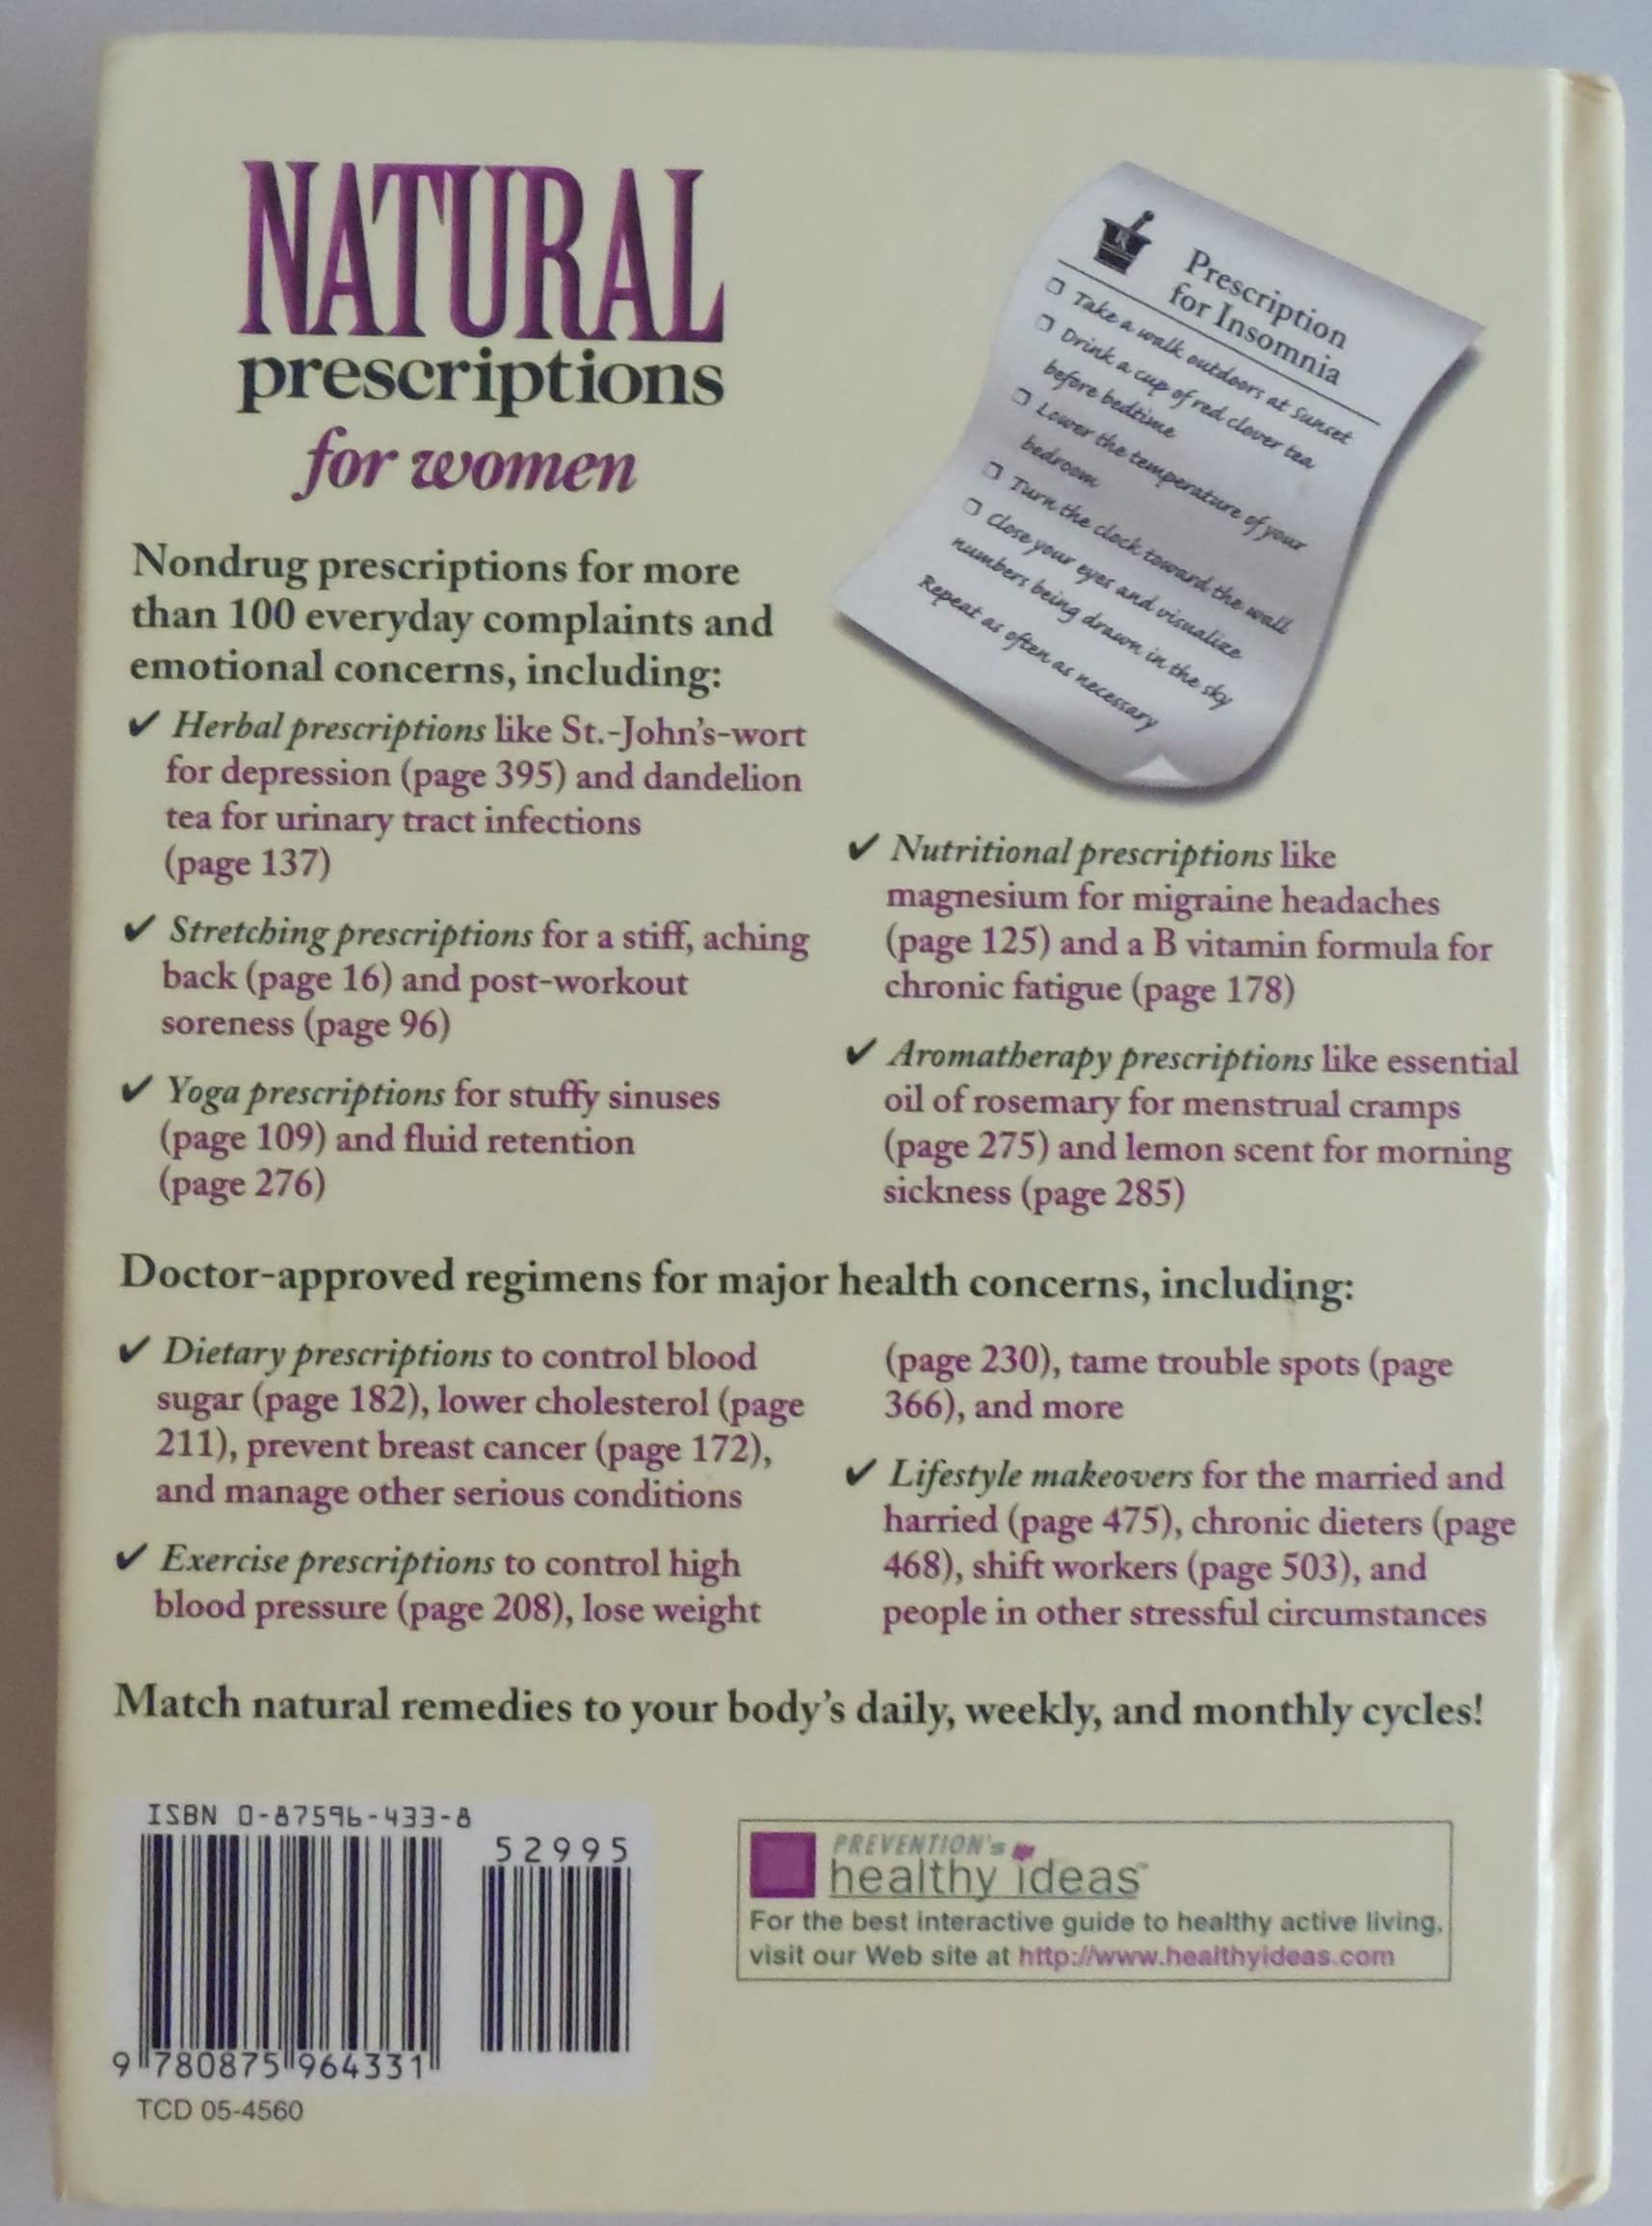 NATURAL
prescriptions
for women
Nondrug prescriptions for more
than 100 everyday complaints and
emotional concerns, including:
✔ Herbal prescriptions like St.-John's-wort
for depression (page 395) and dandelion
tea for urinary tract infections
(page 137)
✔ Stretching prescriptions for a stiff, aching
back (page 16) and post-workout
soreness (page 96)
✔ Yoga prescriptions for stuffy sinuses
(page 109) and fluid retention
(page 276)
Prescription
for Insomnia
❒ Take a walk outdoors at sunset
❒ Drink a cup of red clover tea
before bedtime
❒ Lower the temperature of your
bedroom
❒ Turn the clock toward the wall
❒ Close your eyes and visualize
numbers being drawn in the sky
Repeat as often as necessary
✔ Nutritional prescriptions like
magnesium for migraine headaches
(page 125) and a B vitamin formula for
chronic fatigue (page 178)
✔ Aromatherapy prescriptions like essential
oil of rosemary for menstrual cramps
(page 275) and lemon scent for morning
sickness (page 285)
Doctor-approved regimens for major health concerns, including:
✔ Dietary prescriptions to control blood
sugar (page 182), lower cholesterol (page
211), prevent breast cancer (page 172),
and manage other serious conditions
✔ Exercise prescriptions to control high
blood pressure (page 208), lose weight
(page 230), tame trouble spots (page
366), and more
✔ Lifestyle makeovers for the married and
harried (page 475), chronic dieters (page
468), shift workers (page 503), and
people in other stressful circumstances
Match natural remedies to your body's daily, weekly, and monthly cycles!
ISBN 0-87596-433-8
52995
9 780875 964331
TCD 05-4560
PREVENTION's
healthy ideas™
For the best interactive guide to healthy active living,
visit our Web site at http://www.healthyideas.com